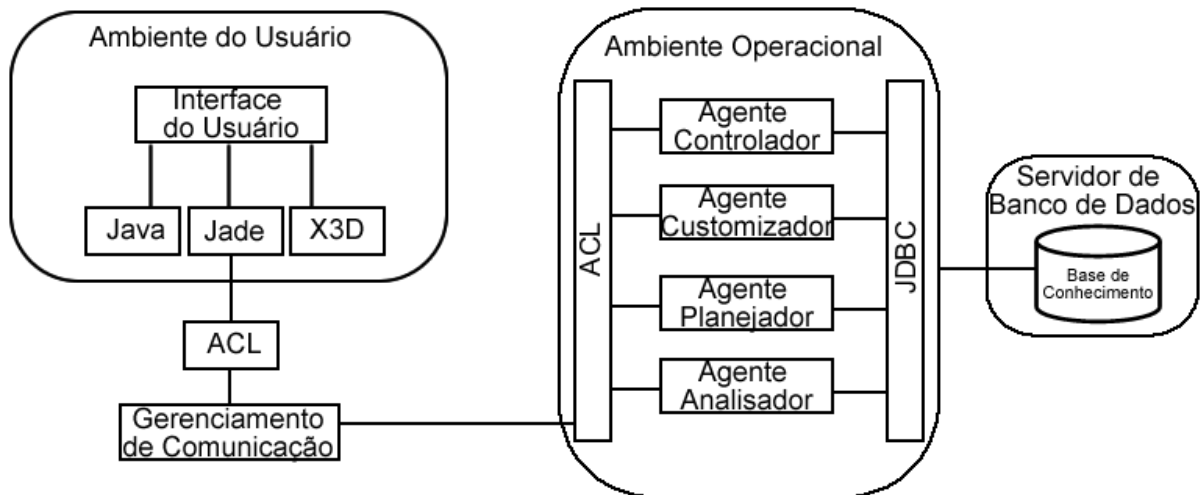 Ambiente do Usuário
Interface
do Usuário
Java
Jade
X3D
ACL
Gerenciamento
de Comunicação
Ambiente Operacional
ACL
Agente
Controlador
Agente
Customizador
Agente
Planejador
Agente
Analisador
JDBC
Servidor de
Banco de Dados
Base de
Conhecimento